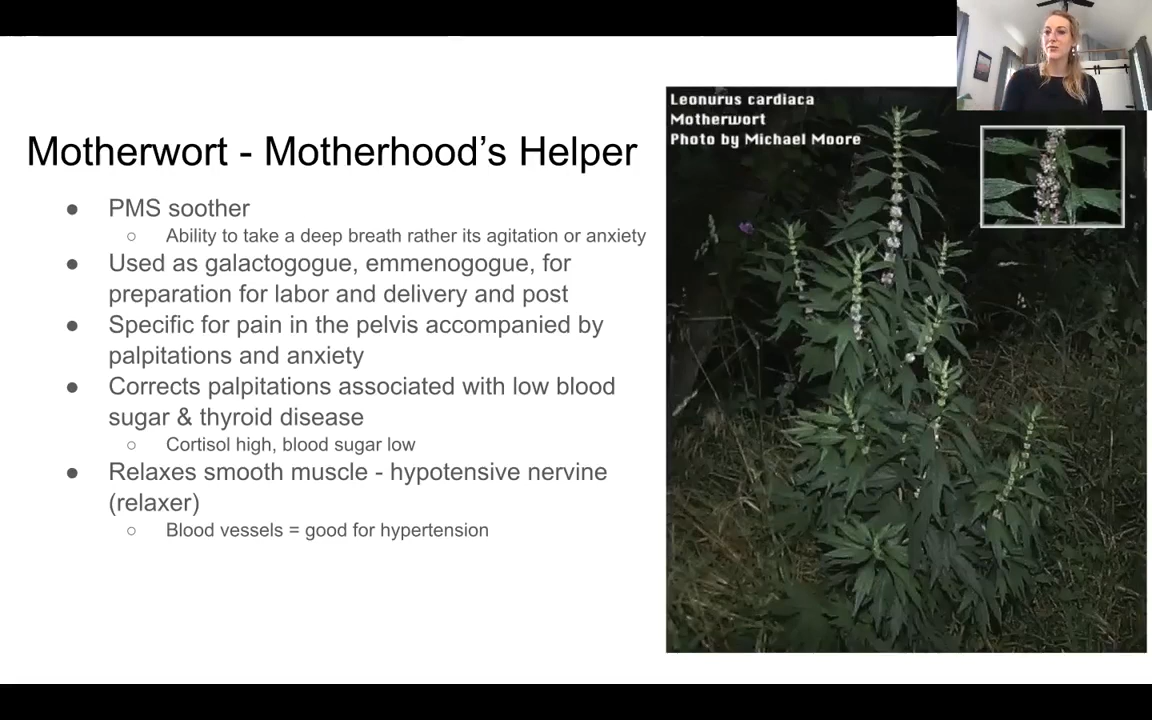 Motherwort - Motherhood's Helper
● PMS soother
○ Ability to take a deep breath rather its agitation or anxiety
● Used as galactogogue, emmenogogue, for
preparation for labor and delivery and post
● Specific for pain in the pelvis accompanied by
palpitations and anxiety
● Corrects palpitations associated with low blood
sugar & thyroid disease
○ Cortisol high, blood sugar low
● Relaxes smooth muscle - hypotensive nervine
(relaxer)
○ Blood vessels = good for hypertension
Leonurus cardiaca
Motherwort
Photo by Michael Moore